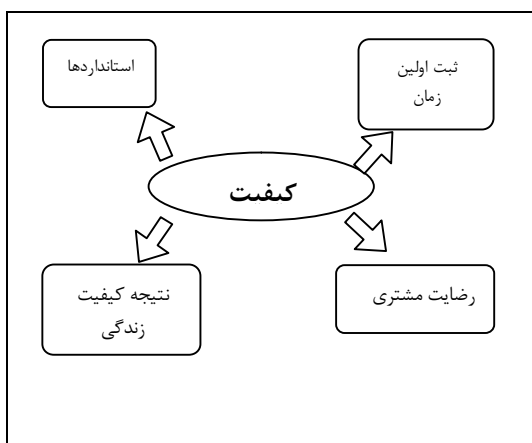 ثبت اولین
زمان
استانداردها
کیفیت
رضایت مشتری
نتیجه کیفیت
زندگی